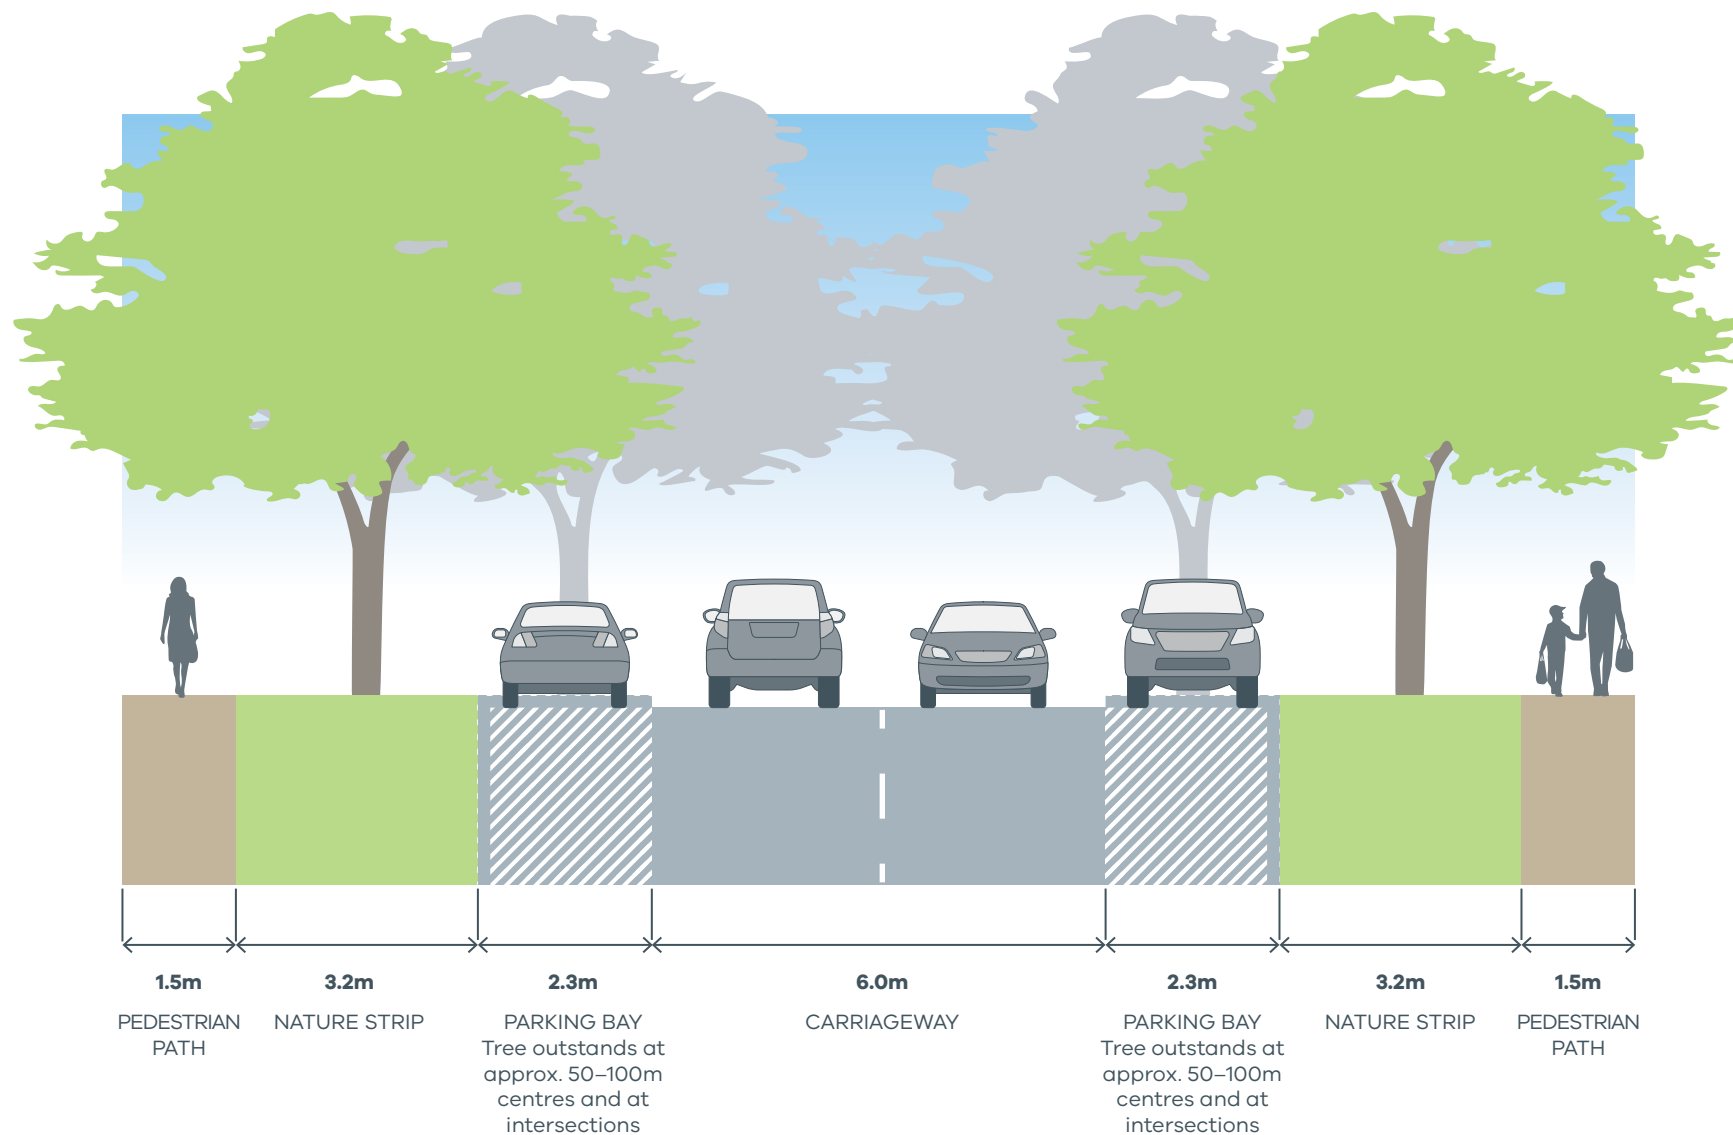 1.5m
PEDESTRIAN
PATH
3.2m
NATURE STRIP
2.3m
PARKING BAY
Tree outstands at
approx. 50–100m
centres and at
intersections
6.0m
CARRIAGEWAY
2.3m
PARKING BAY
Tree outstands at
approx. 50–100m
centres and at
intersections
3.2m
NATURE STRIP
1.5m
PEDESTRIAN
PATH